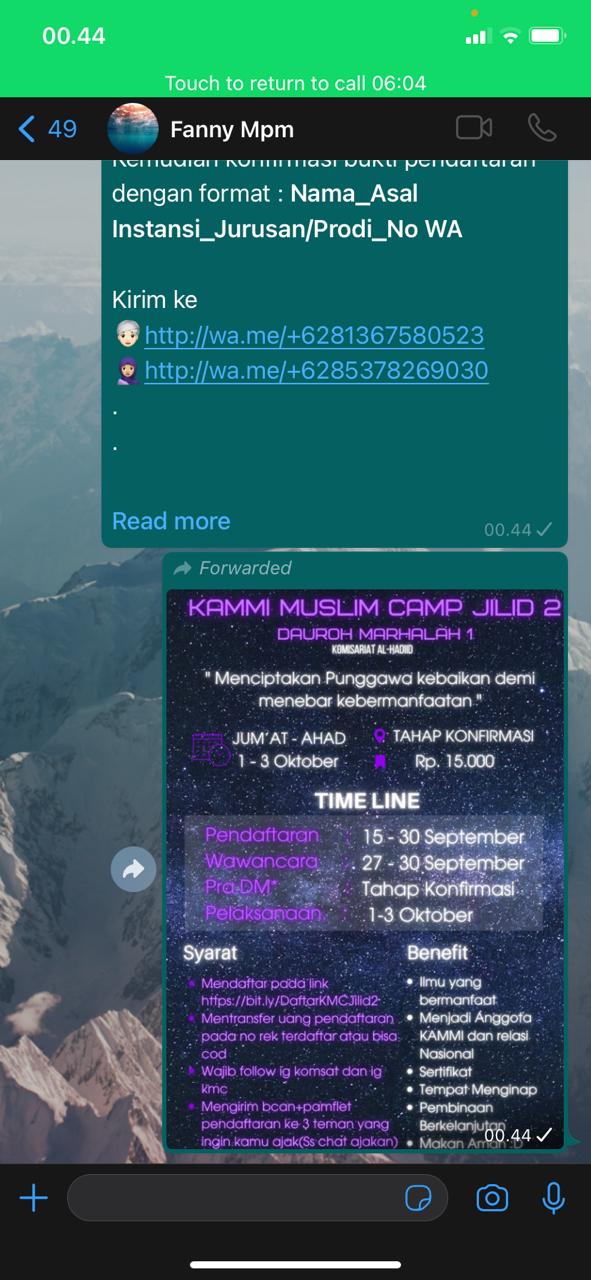 00.44
Touch to return to call 06:04
49
Fanny Mpm
Kemudian konfirmasi bukti pendaftaran
dengan format : Nama_Asal
Instansi_Jurusan/Prodi_No WA
Kirim ke
http://wa.me/+6281367580523
http://wa.me/+6285378269030
.
.
Read more
00.44
Forwarded
KAMMI MUSLIM CAMP JILID 2
DAUROH MARHALAH 1
KOMISARIAT AL-HADIID
" Menciptakan Punggawa kebaikan demi
menebar kebermanfaatan "
JUM'AT - AHAD
1 - 3 Oktober
TAHAP KONFIRMASI
Rp. 15.000
TIME LINE
Pendaftaran : 15 - 30 September
Wawancara : 27 - 30 September
Pra-DM* : Tahap Konfirmasi
Pelaksanaan : 1-3 Oktober
Syarat
• Mendaftar pada link
https://bit.ly/DaftarKMCJilid2
• Mentransfer uang pendaftaran
pada no rek terdaftar atau bisa
cod
• Wajib follow ig komsat dan ig
kmc
• Mengirim bcan+pamflet
pendaftaran ke 3 teman yang
ingin kamu ajak(Ss chat ajakan)
Benefit
• Ilmu yang
bermanfaat
• Menjadi Anggota
KAMMI dan relasi
Nasional
• Sertifikat
• Tempat Menginap
• Pembinaan
Berkelanjutan
• Makan Aman :D
00.44